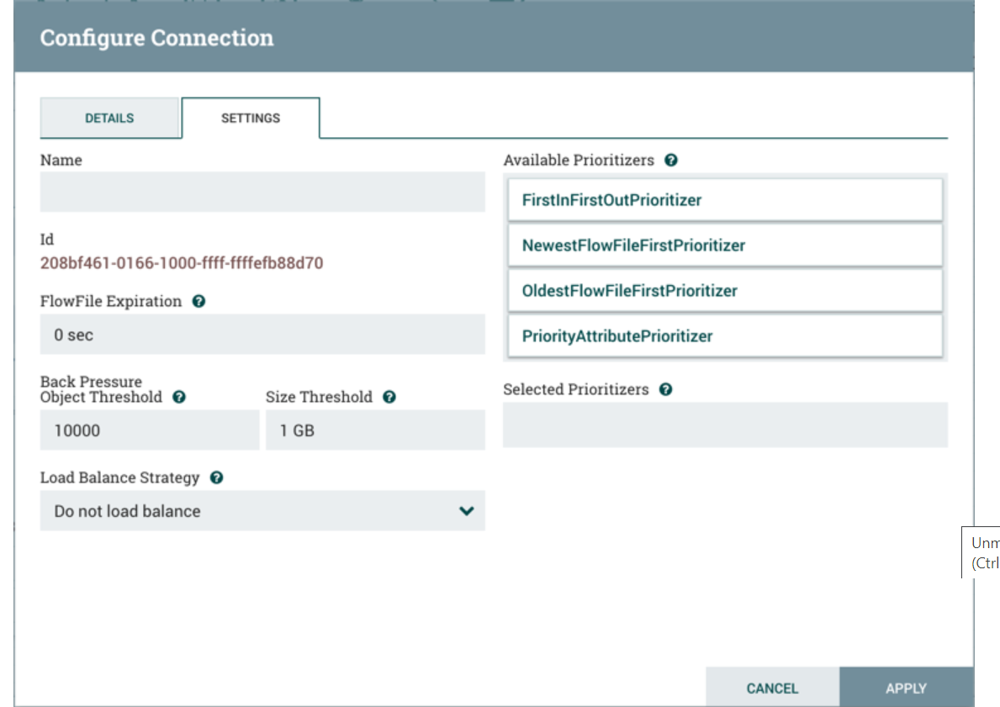 Configure Connection
DETAILS
SETTINGS
Name
Id
208bf461-0166-1000-ffff-ffffefb88d70
FlowFile Expiration ?
0 sec
Back Pressure
Object Threshold ?
Size Threshold ?
10000
1 GB
Load Balance Strategy ?
Do not load balance
Available Prioritizers ?
FirstInFirstOutPrioritizer
NewestFlowFileFirstPrioritizer
OldestFlowFileFirstPrioritizer
PriorityAttributePrioritizer
Selected Prioritizers ?
Unm
(Ctrl
CANCEL
APPLY